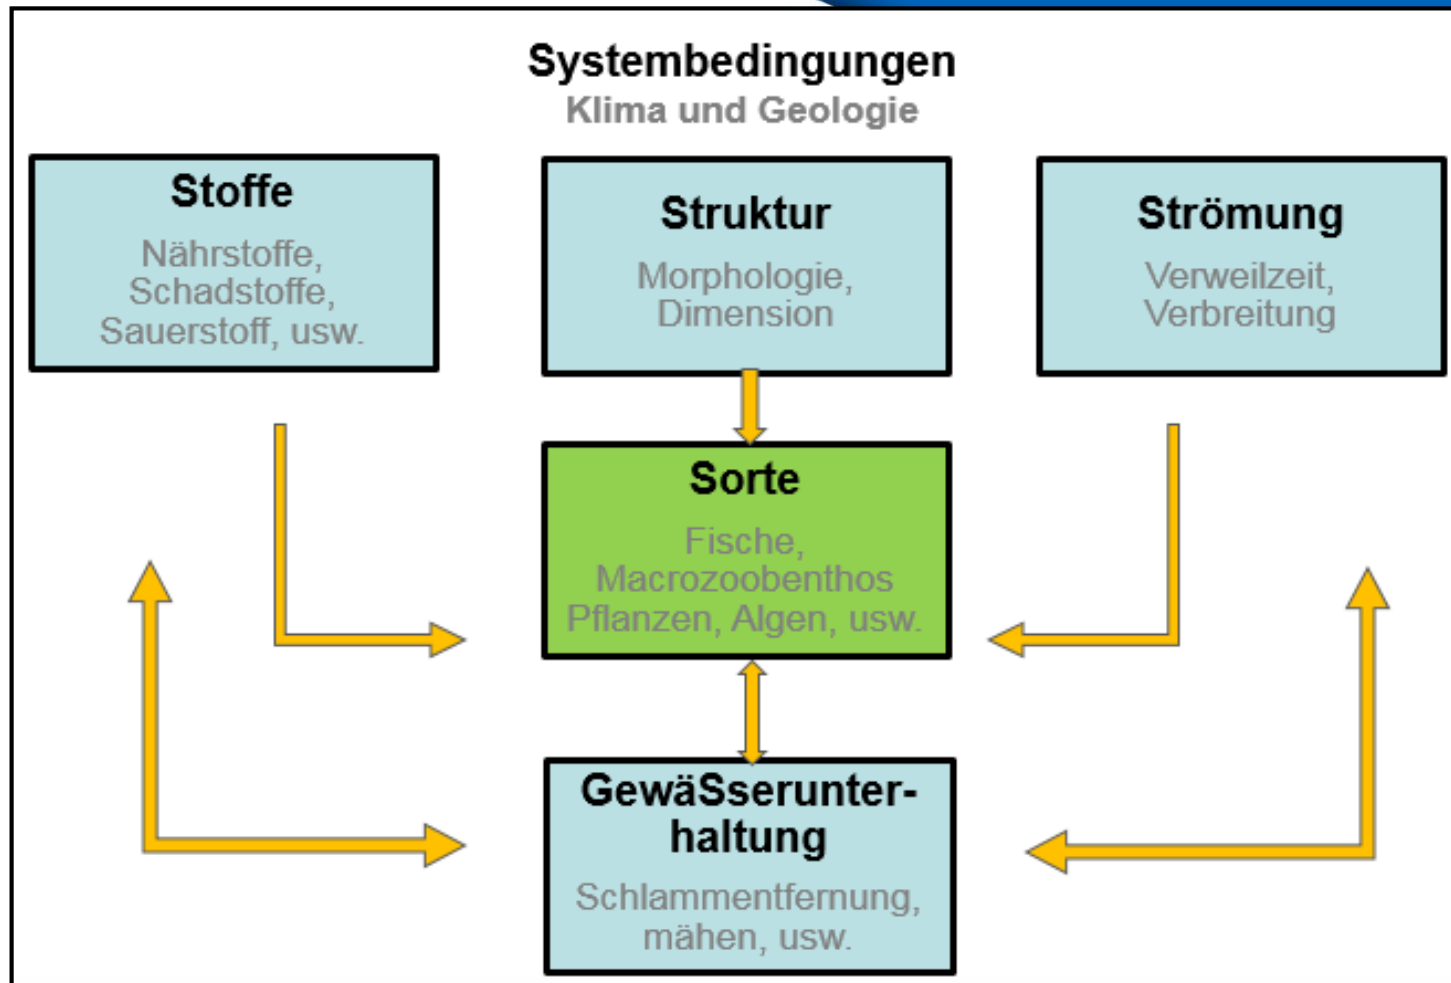 Systembedingungen
Klima und Geologie
Stoffe
Nährstoffe,
Schadstoffe,
Sauerstoff, usw.
Struktur
Morphologie,
Dimension
Strömung
Verweilzeit,
Verbreitung
Sorte
Fische,
Macrozoobenthos
Pflanzen, Algen, usw.
GewäSserunter-
haltung
Schlammentfernung,
mähen, usw.